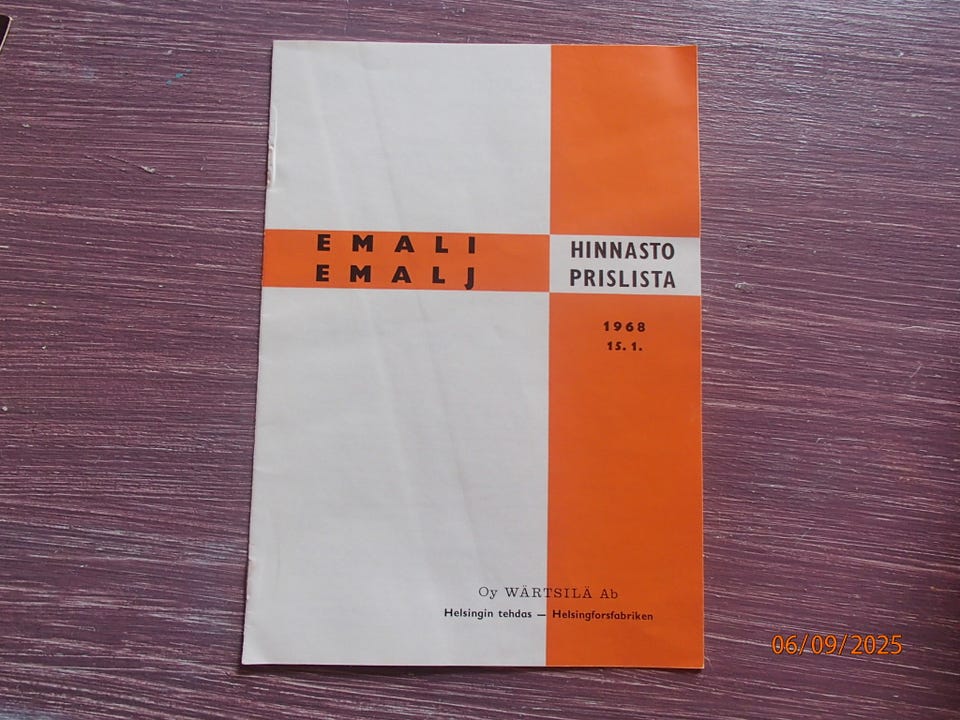 EMALI
EMALJ
HINNASTO
PRISLISTA
1968
15.1.
Oy WÄRTSILÄ Ab
Helsingin tehdas — Helsingforsfabriken
06/09/2025